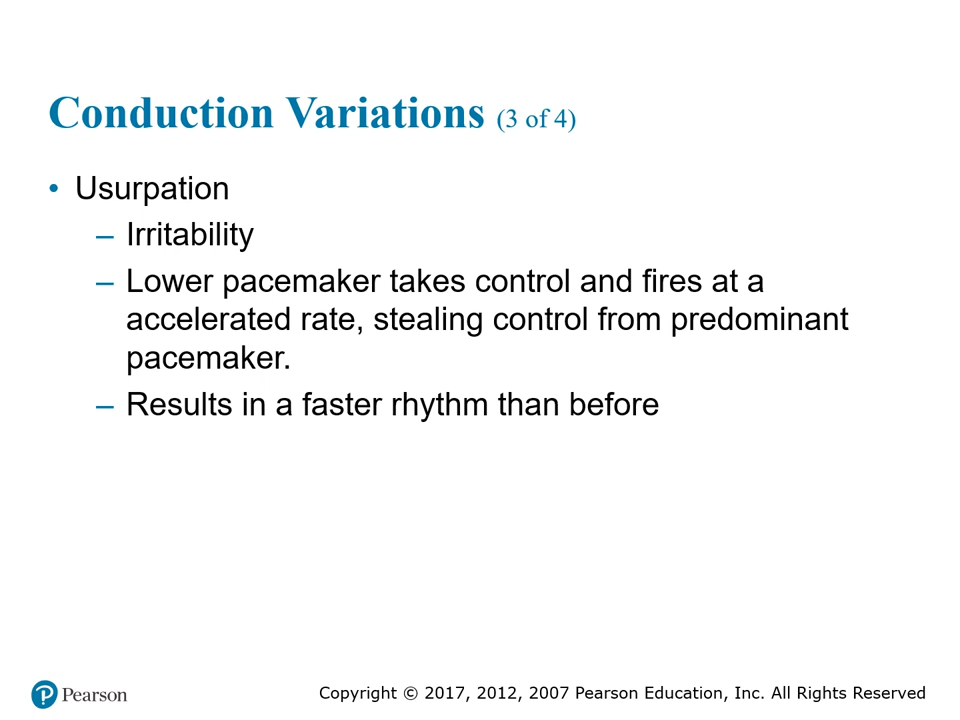 Conduction Variations (3 of 4)
• Usurpation
– Irritability
– Lower pacemaker takes control and fires at a
accelerated rate, stealing control from predominant
pacemaker.
– Results in a faster rhythm than before
Pearson
Copyright © 2017, 2012, 2007 Pearson Education, Inc. All Rights Reserved